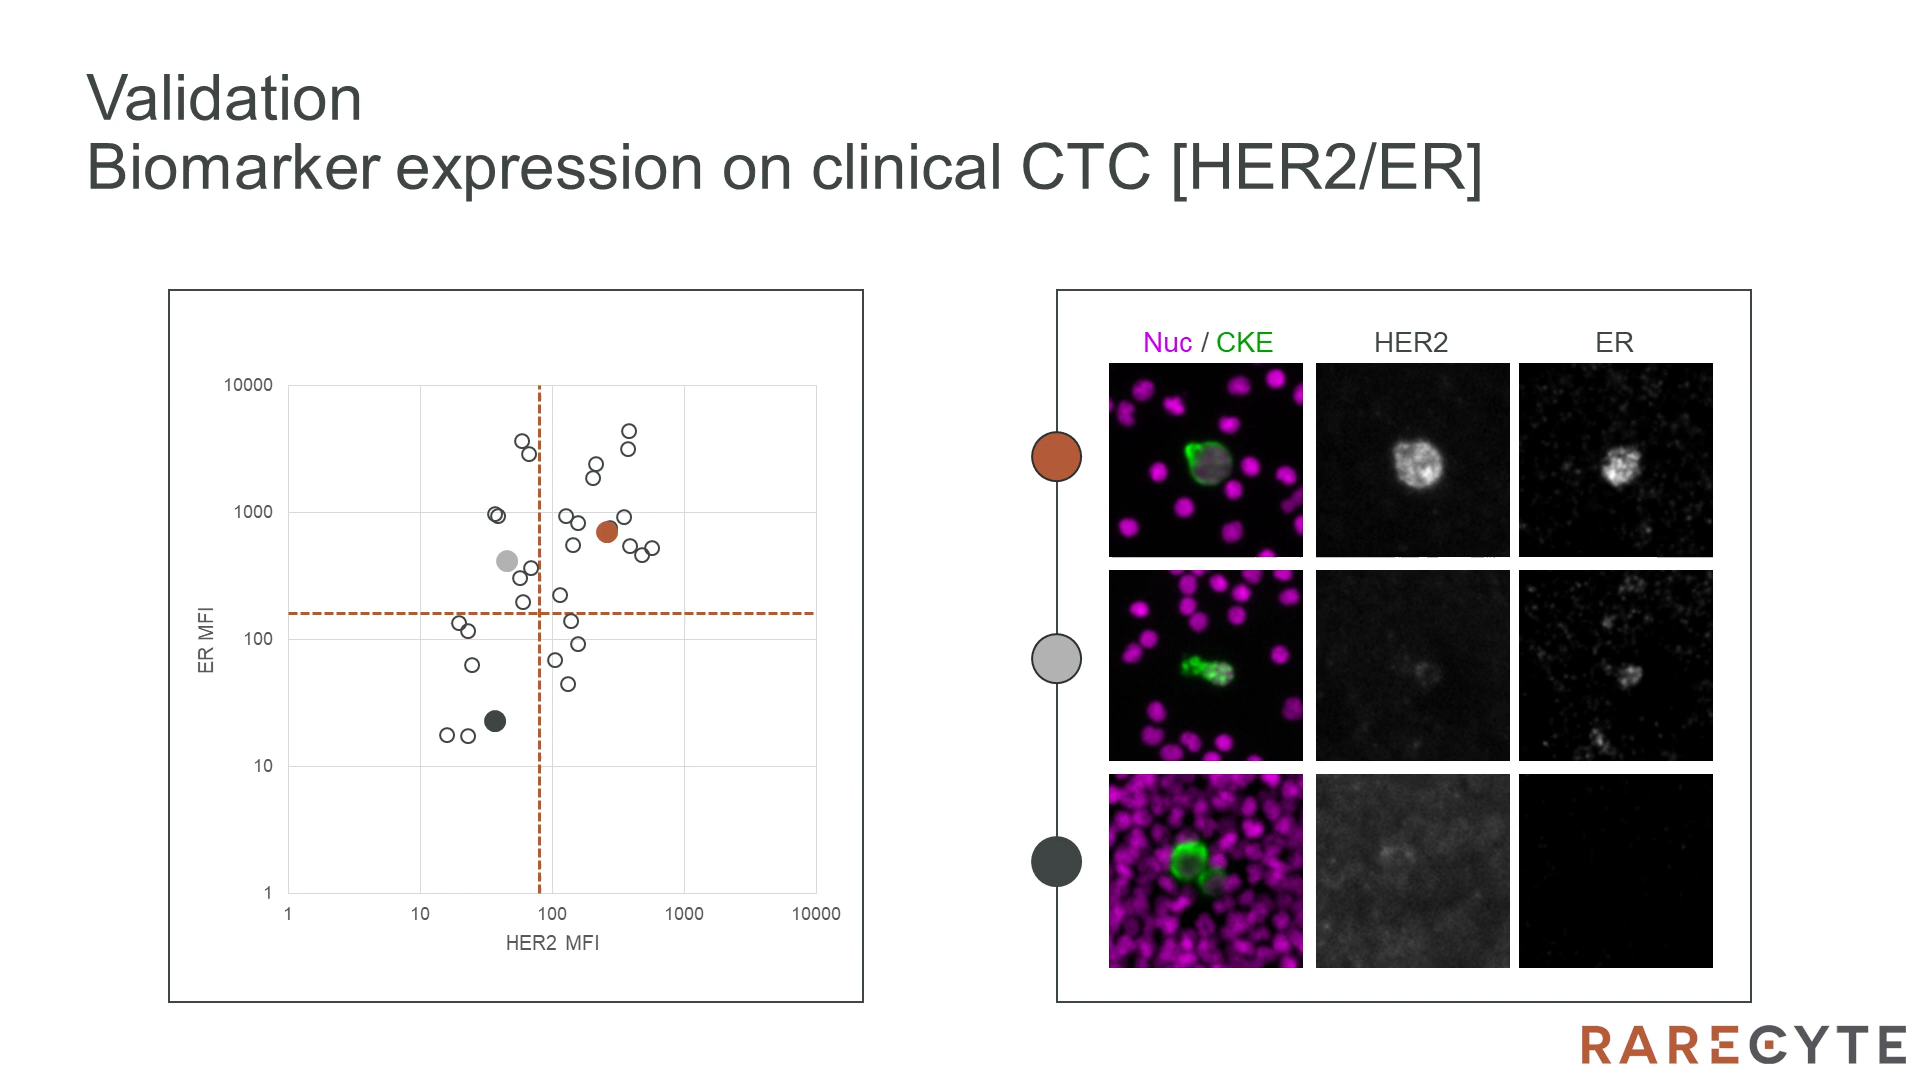 Validation
Biomarker expression on clinical CTC [HER2/ER]
10000
1000
100
10
1
1 10 100 1000 10000
ER MFI
HER2 MFI
Nuc / CKE HER2 ER
RARECYTE